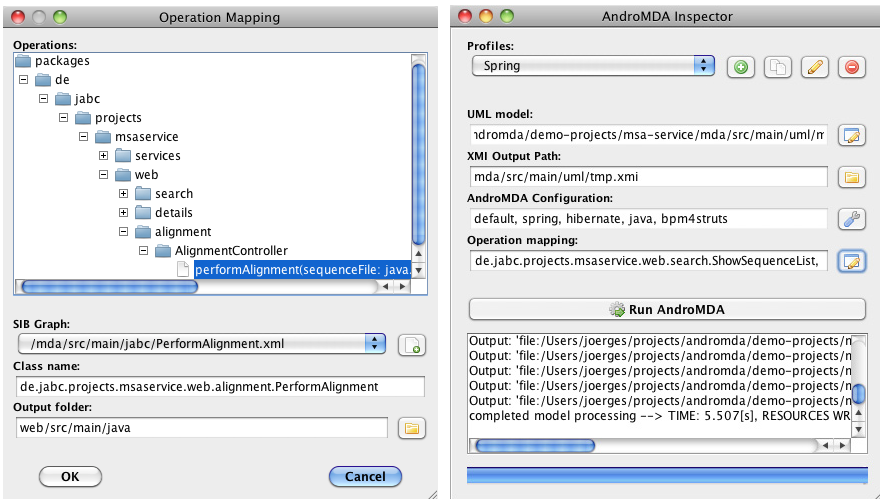 Operation Mapping
Operations:
packages
de
jabc
projects
msaservice
services
web
search
details
alignment
AlignmentController
performAlignment(sequenceFile: java.
SIB Graph:
/mda/src/main/jabc/PerformAlignment.xml
Class name:
de.jabc.projects.msaservice.web.alignment.PerformAlignment
Output folder:
web/src/main/java
OK
Cancel
AndroMDA Inspector
Profiles:
Spring
UML model:
ndromda/demo-projects/msa-service/mda/src/main/uml/m
XMI Output Path:
mda/src/main/uml/tmp.xmi
AndroMDA Configuration:
default, spring, hibernate, java, bpm4struts
Operation mapping:
de.jabc.projects.msaservice.web.search.ShowSequenceList,
Run AndroMDA
Output: 'file:/Users/joerges/projects/andromda/demo-projects/m
Output: 'file:/Users/joerges/projects/andromda/demo-projects/m
Output: 'file:/Users/joerges/projects/andromda/demo-projects/m
Output: 'file:/Users/joerges/projects/andromda/demo-projects/m
Output: 'file:/Users/joerges/projects/andromda/demo-projects/m
completed model processing --> TIME: 5.507[s], RESOURCES WR